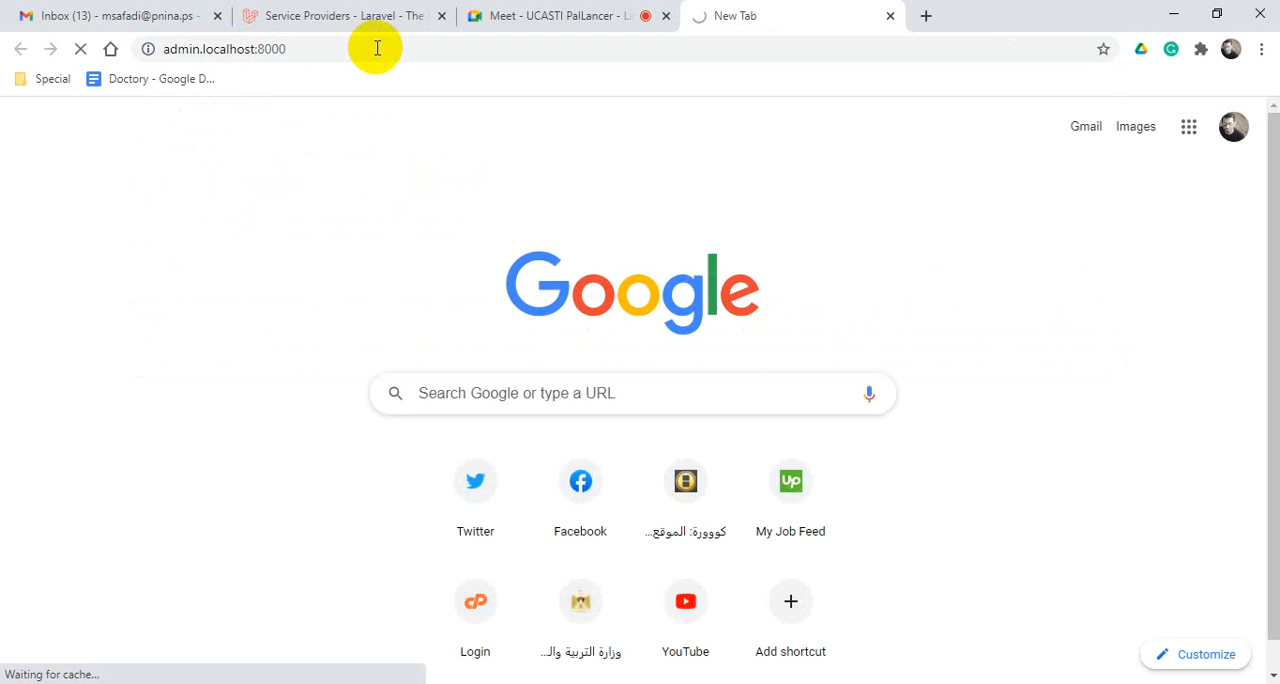 Inbox (13) - msafadi@pnina.ps -
Service Providers - Laravel - The
Meet - UCASTI PalLancer - La
New Tab
admin.localhost:8000
Special
Doctory - Google D...
Gmail
Images
Google
Search Google or type a URL
Twitter
Facebook
كووورة: الموقع...
My Job Feed
Login
وزارة التربية وال...
YouTube
Add shortcut
Customize
Waiting for cache...